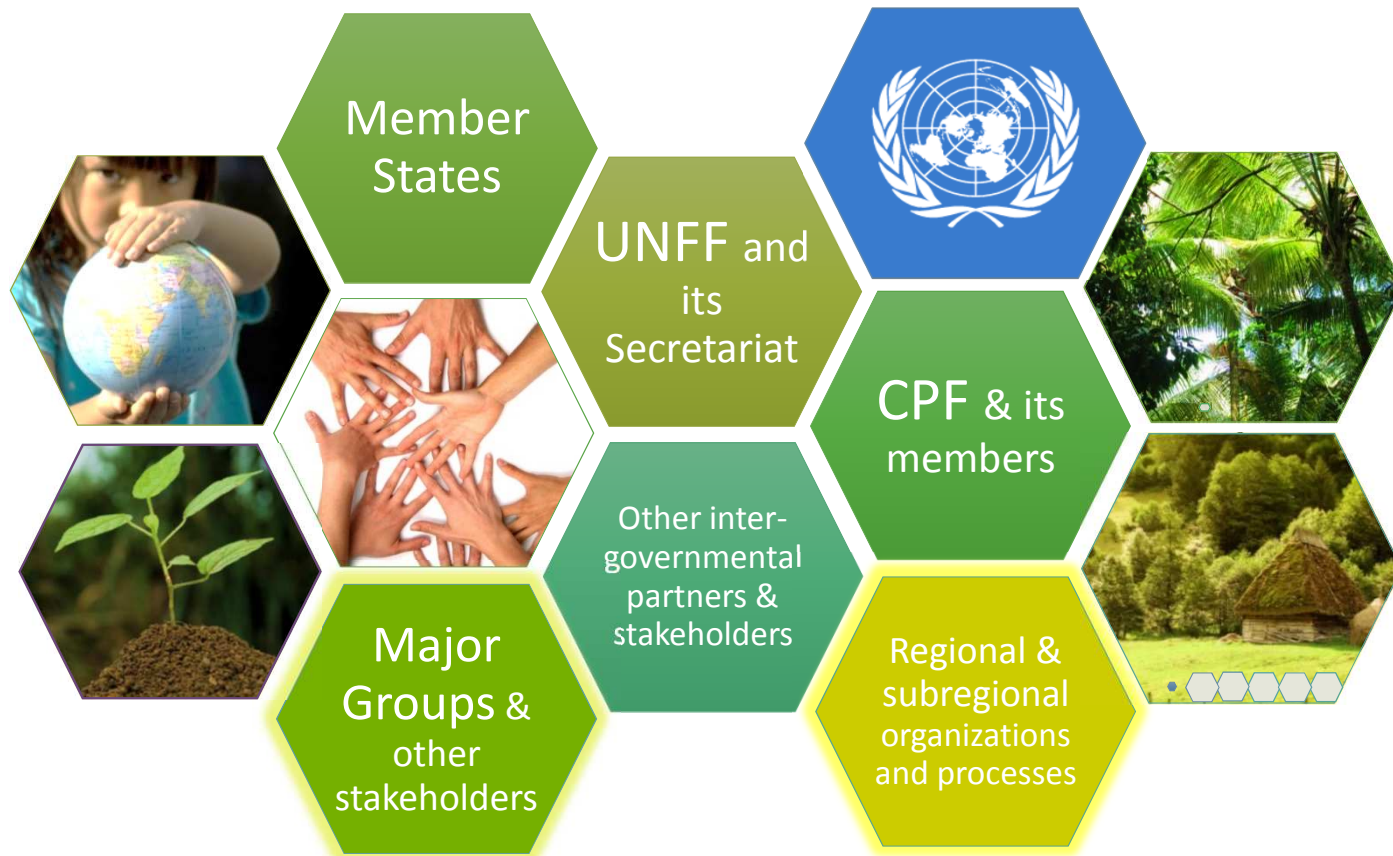 Member
States
UNFF and
its
Secretariat
CPF & its
members
Other inter-
governmental
partners &
stakeholders
Major
Groups &
other
stakeholders
Regional &
subregional
organizations
and processes